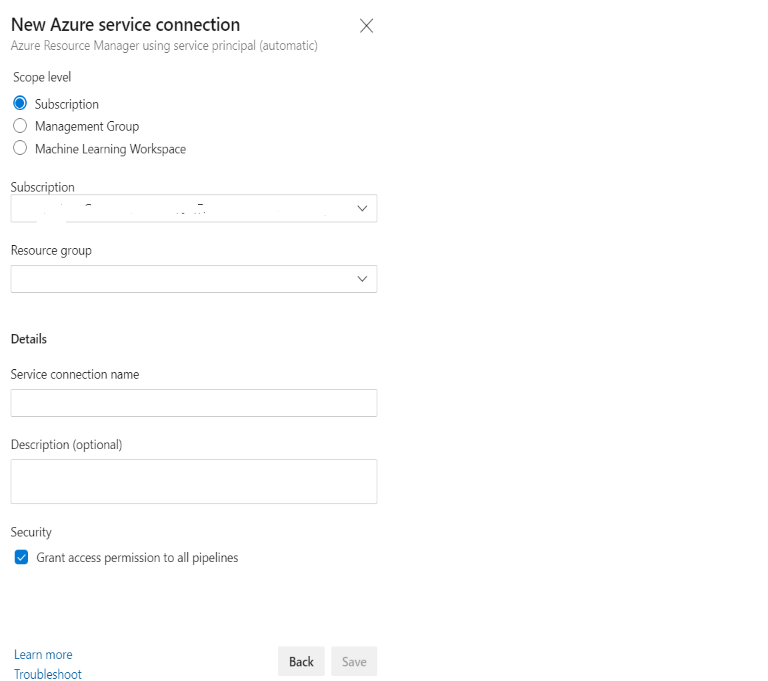 New Azure service connection
Azure Resource Manager using service principal (automatic)
Scope level
Subscription
Management Group
Machine Learning Workspace
Subscription
Resource group
Details
Service connection name
Description (optional)
Security
Grant access permission to all pipelines
Learn more
Back
Save
Troubleshoot